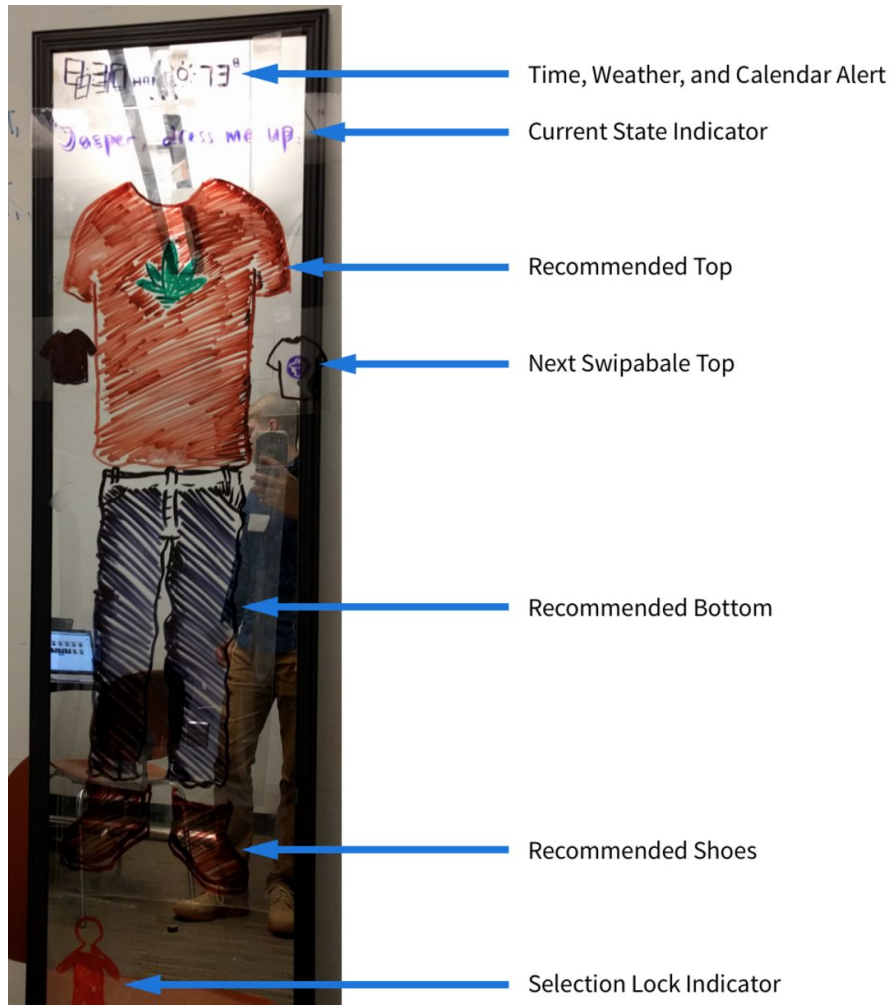 73°
Time, Weather, and Calendar Alert
"Jasper, dress me up."
Current State Indicator
Recommended Top
Next Swipabale Top
Recommended Bottom
Recommended Shoes
Selection Lock Indicator